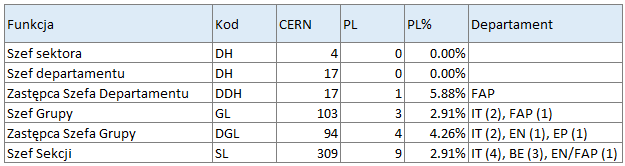 Funkcja Kod CERN PL PL% Departament
Szef sektora DH 4 0 0.00%
Szef departamentu DH 17 0 0.00%
Zastępca Szefa Departamentu DDH 17 1 5.88% FAP
Szef Grupy GL 103 3 2.91% IT (2), FAP (1)
Zastępca Szefa Grupy DGL 94 4 4.26% IT (2), EN (1), EP (1)
Szef Sekcji SL 309 9 2.91% IT (4), BE (3), EN/FAP (1)